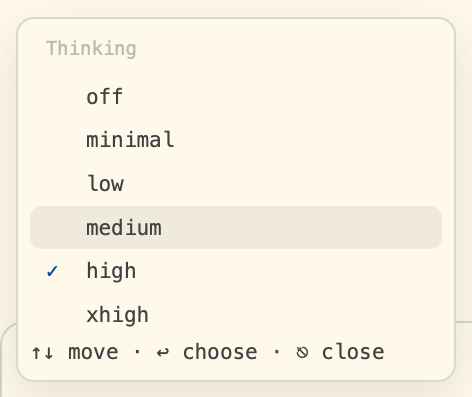 Thinking
off
minimal
low
medium
✓ high
xhigh
↑↓ move · ↩ choose · ⎋ close